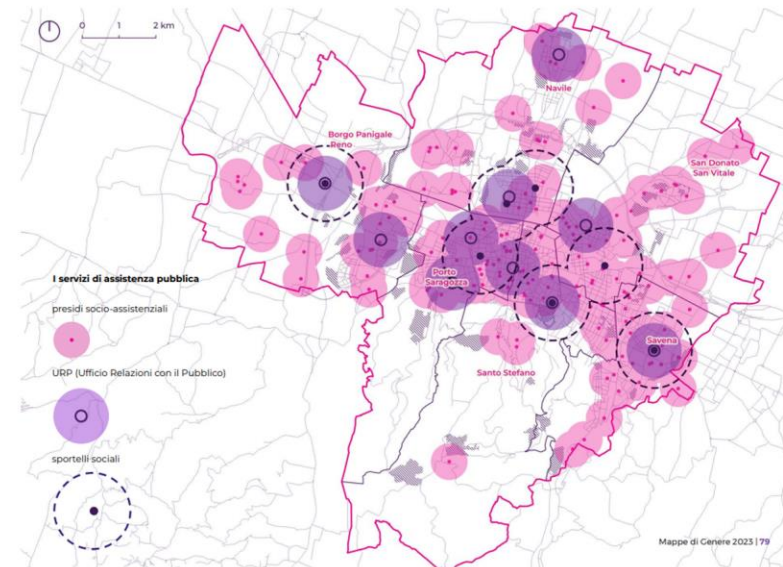 0 1 2 km
Navile
Borgo Panigale
Reno
San Donato
San Vitale
Porto
Saragozza
Savena
Santo Stefano
I servizi di assistenza pubblica
presidi socio-assistenziali
URP (Ufficio Relazioni con il Pubblico)
sportelli sociali
Mappe di Genere 2023 | 79